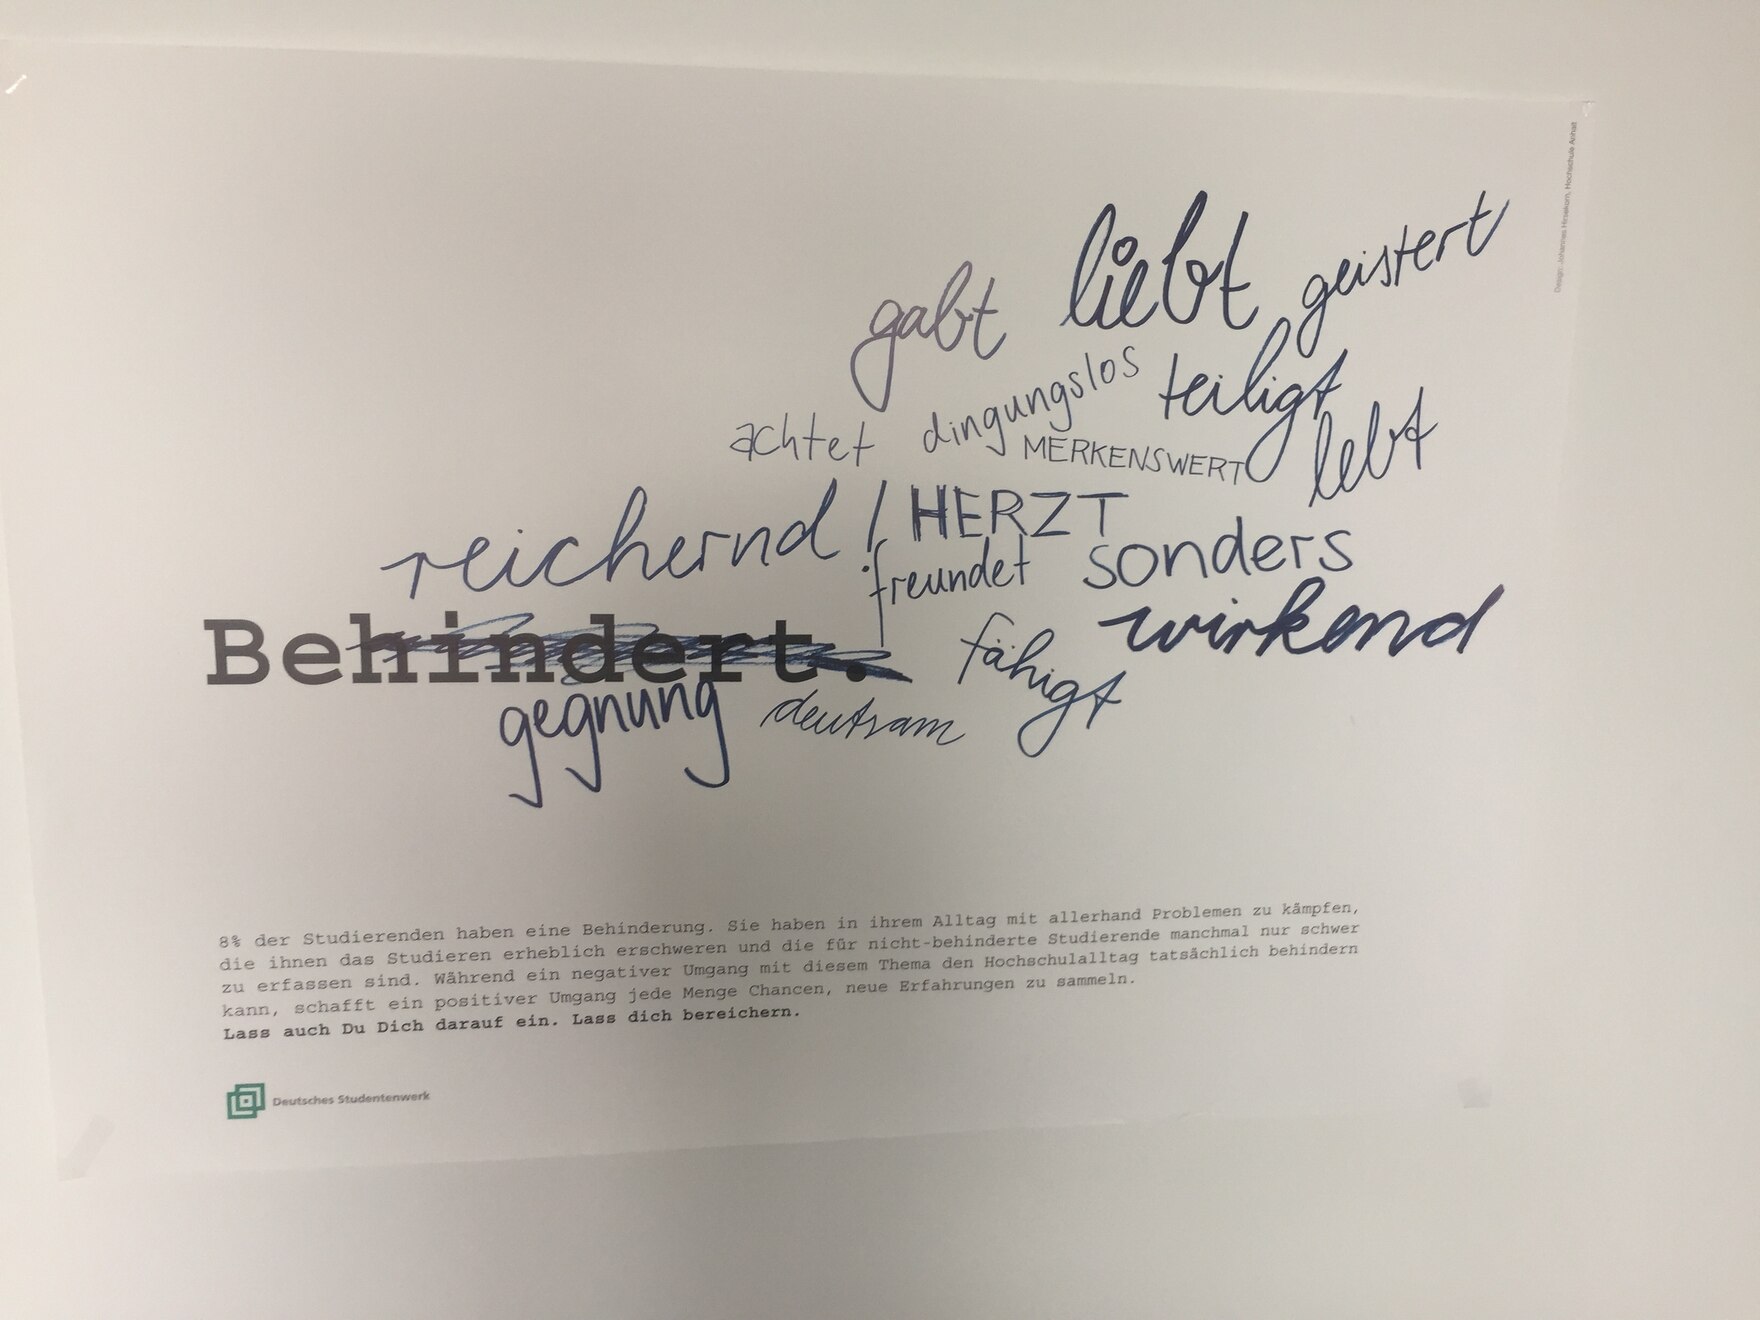 gabt liebt geistert
achtet dingungslos teiligt
MERKENSWERT lebt
reichernd! HERZT
freundet sonders
Behindert. fähigt wirkend
gegnung deutsam
8% der Studierenden haben eine Behinderung. Sie haben in ihrem Alltag mit allerhand Problemen zu kämpfen,
die ihnen das Studieren erheblich erschweren und die für nicht-behinderte Studierende manchmal nur schwer
zu erfassen sind. Während ein negativer Umgang mit diesem Thema den Hochschulalltag tatsächlich behindern
kann, schafft ein positiver Umgang jede Menge Chancen, neue Erfahrungen zu sammeln.
Lass auch Du Dich darauf ein. Lass dich bereichern.
Deutsches Studentenwerk
Design: Johannes Hochschule Anhalt